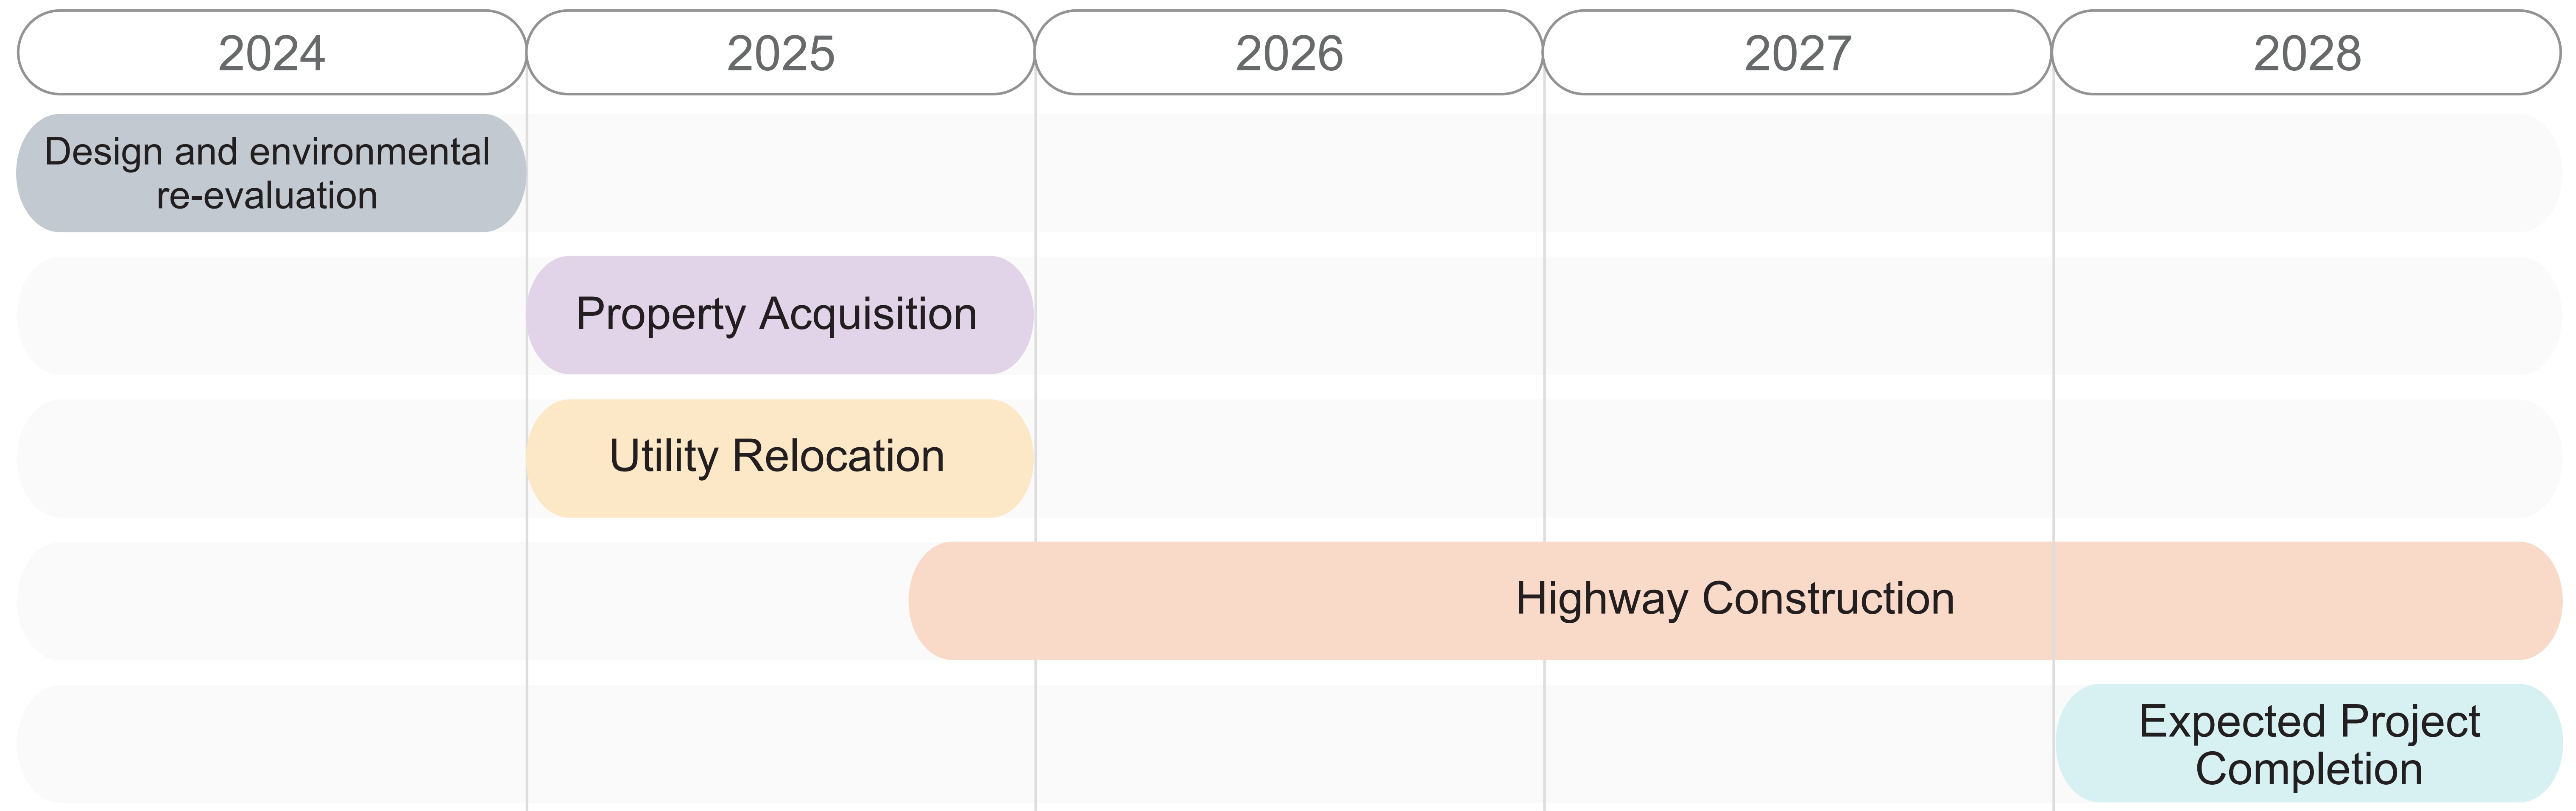 2024
2025
2026
2027
2028
Design and environmental
re-evaluation
Property Acquisition
Utility Relocation
Highway Construction
Expected Project
Completion